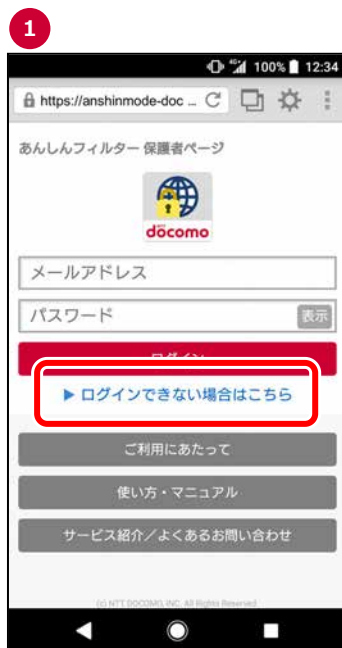 1
100% 12:34
https://anshinmode-doc ...
あんしんフィルター 保護者ページ
döcomo
メールアドレス
パスワード
表示
ログイン
▶ ログインできない場合はこちら
ご利用にあたって
使い方・マニュアル
サービス紹介／よくあるお問い合わせ
(c) NTT DOCOMO, INC. All Rights Reserved.